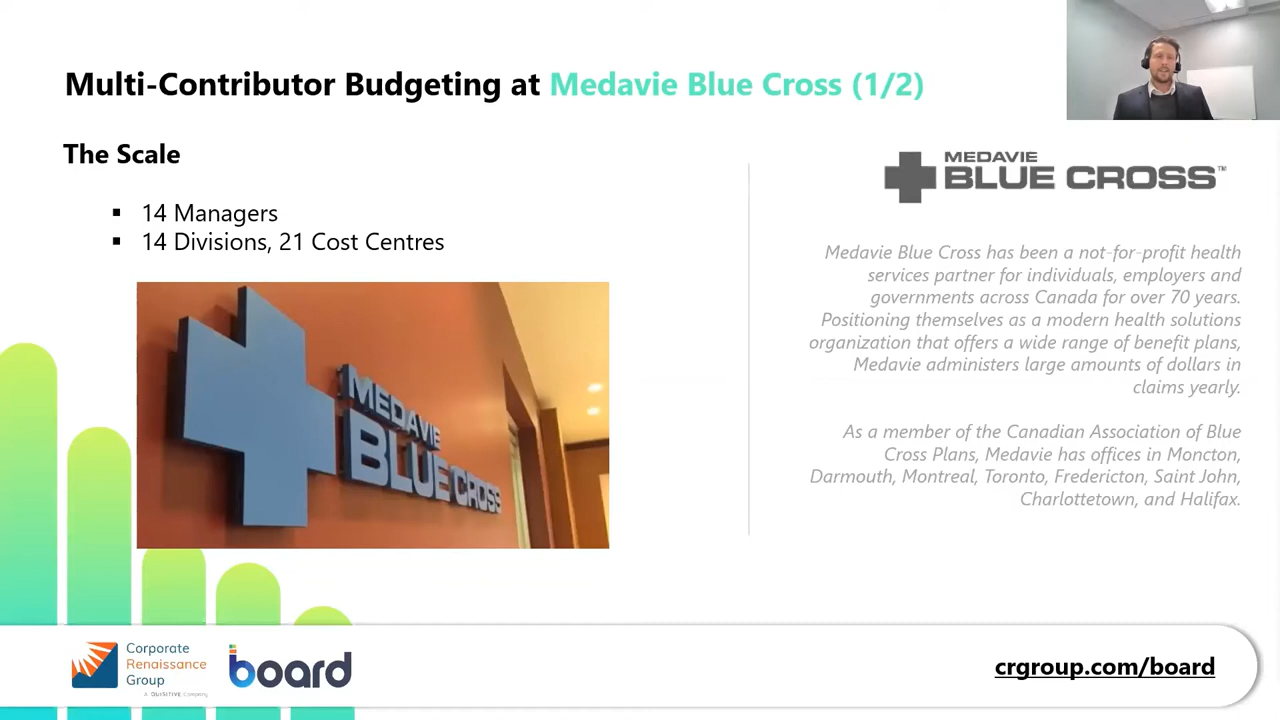 Multi-Contributor Budgeting at Medavie Blue Cross (1/2)
The Scale
▪ 14 Managers
▪ 14 Divisions, 21 Cost Centres
MEDAVIE
BLUE CROSS
MEDAVIE
BLUE CROSS™
Medavie Blue Cross has been a not-for-profit health
services partner for individuals, employers and
governments across Canada for over 70 years.
Positioning themselves as a modern health solutions
organization that offers a wide range of benefit plans,
Medavie administers large amounts of dollars in
claims yearly.
As a member of the Canadian Association of Blue
Cross Plans, Medavie has offices in Moncton,
Darmouth, Montreal, Toronto, Fredericton, Saint John,
Charlottetown, and Halifax.
Corporate
Renaissance
Group
A QUISITIVE Company
board
crgroup.com/board